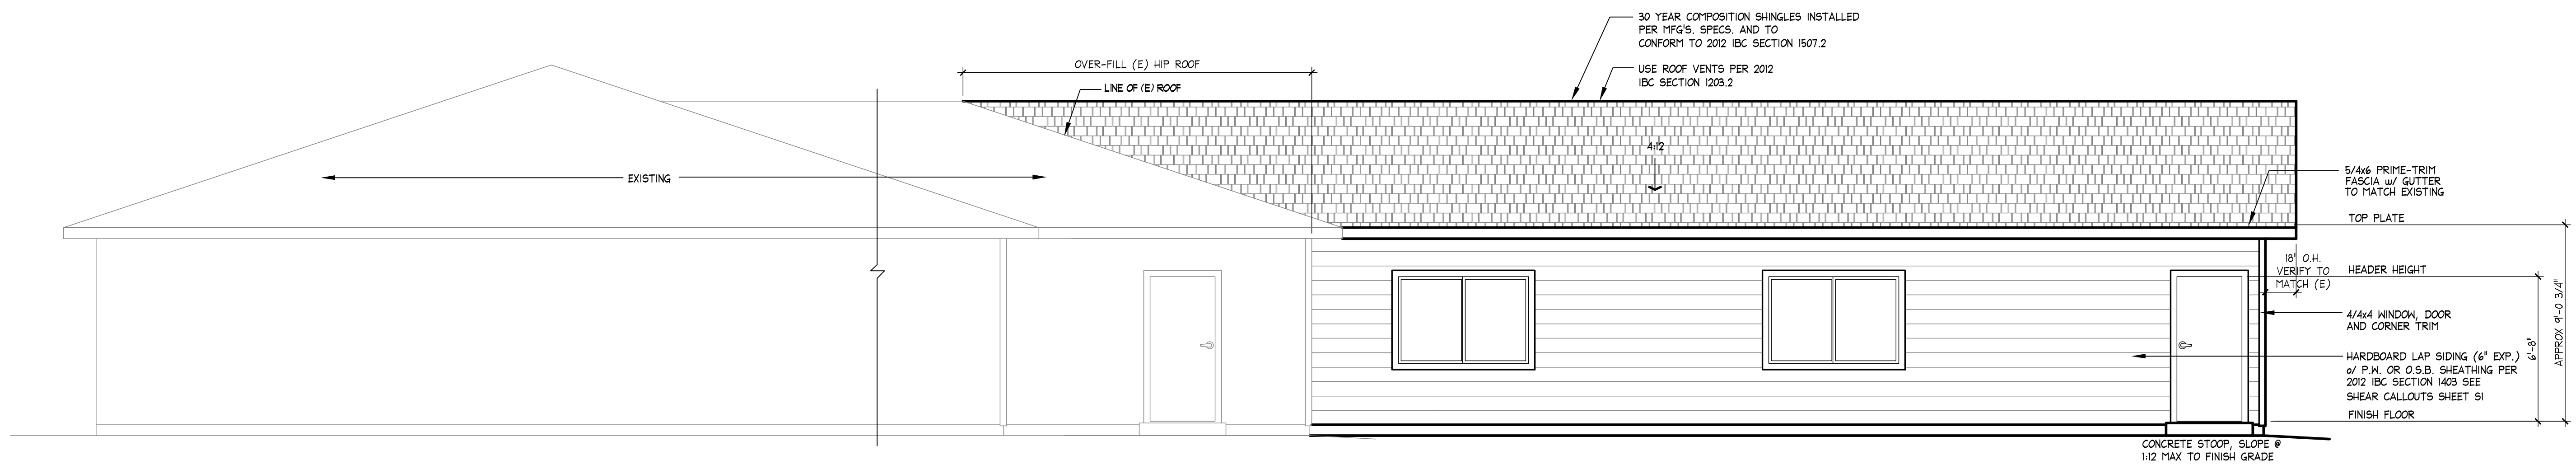 30 YEAR COMPOSITION SHINGLES INSTALLED
PER MFG'S. SPECS. AND TO
CONFORM TO 2012 IBC SECTION 1507.2
OVER-FILL (E) HIP ROOF
USE ROOF VENTS PER 2012
IBC SECTION 1203.2
LINE OF (E) ROOF
4:12
EXISTING
5/4x6 PRIME-TRIM
FASCIA w/ GUTTER
TO MATCH EXISTING
TOP PLATE
18" O.H.
VERIFY TO
MATCH (E)
HEADER HEIGHT
4/4x4 WINDOW, DOOR
AND CORNER TRIM
HARDBOARD LAP SIDING (6" EXP.)
o/ P.W. OR O.S.B. SHEATHING PER
2012 IBC SECTION 1403 SEE
SHEAR CALLOUTS SHEET S1
6'-8"
APPROX 9'-0 3/4"
FINISH FLOOR
CONCRETE STOOP, SLOPE @
1:12 MAX TO FINISH GRADE